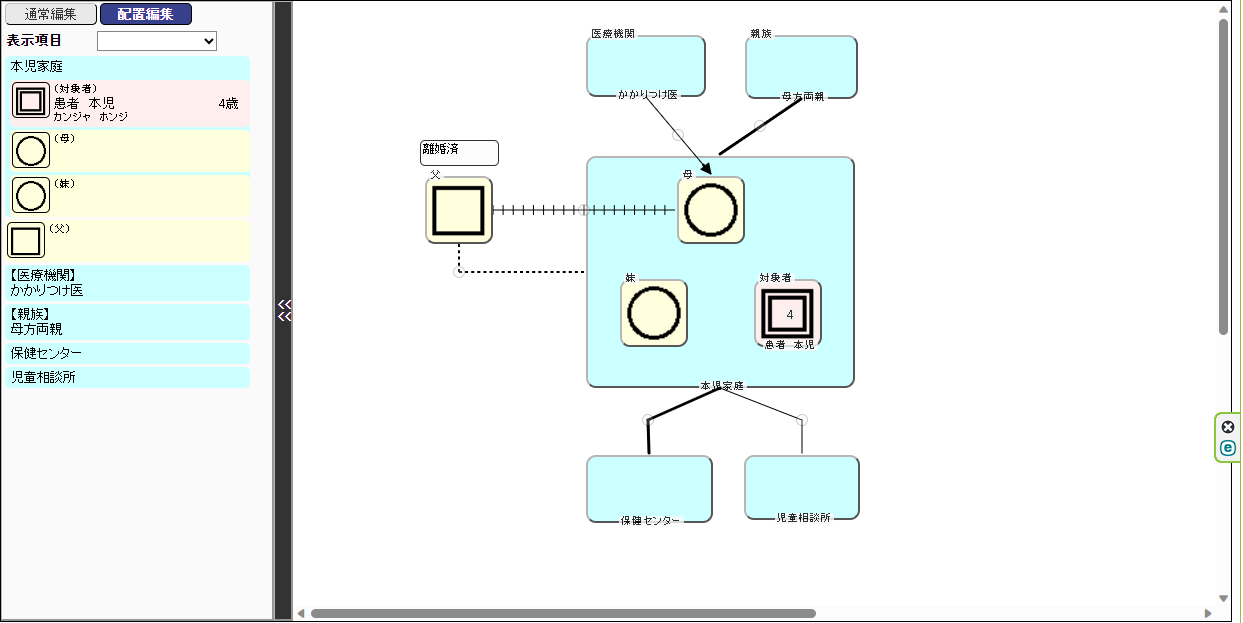 通常編集 配置編集
表示項目
本児家庭
（対象者）
患者 本児 4歳
カンジャ ホンジ
（母）
（妹）
（父）
【医療機関】
かかりつけ医
【親族】
母方両親
保健センター
児童相談所
医療機関
かかりつけ医
親族
母方両親
離婚済
父
母
妹
対象者
4
患者 本児
本児家庭
保健センター
児童相談所